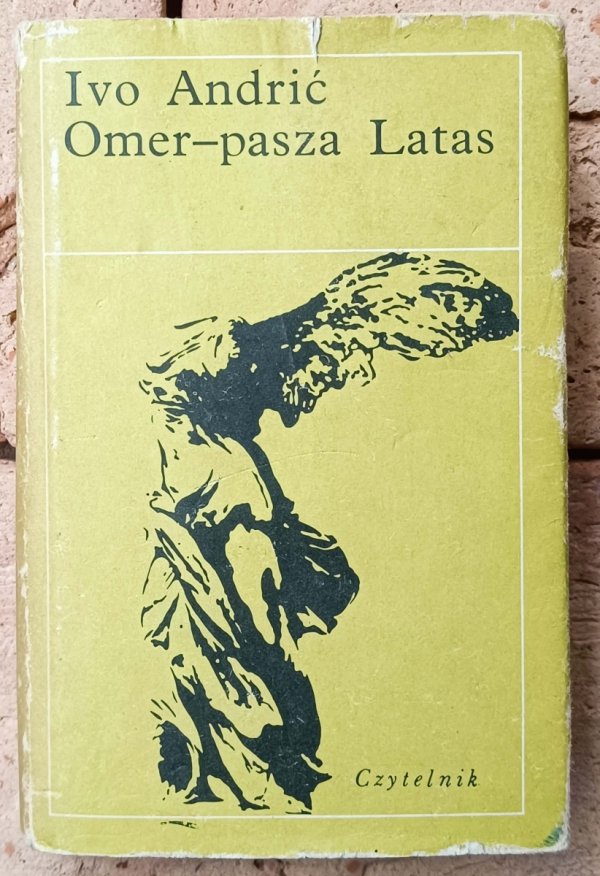 Ivo Andrić
Omer–pasza Latas
Czytelnik